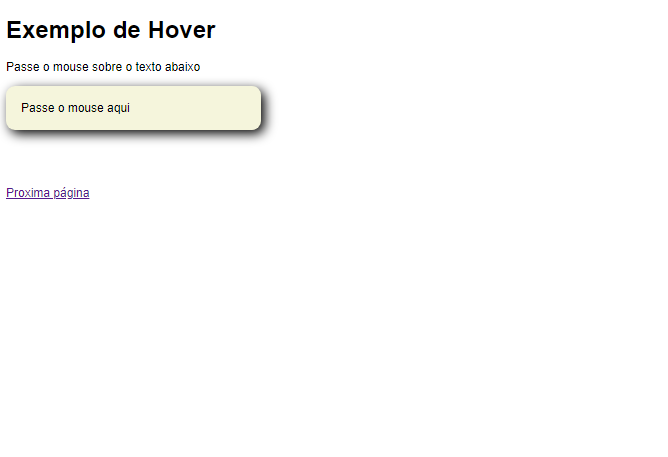 Exemplo de Hover
Passe o mouse sobre o texto abaixo
Passe o mouse aqui
Proxima página